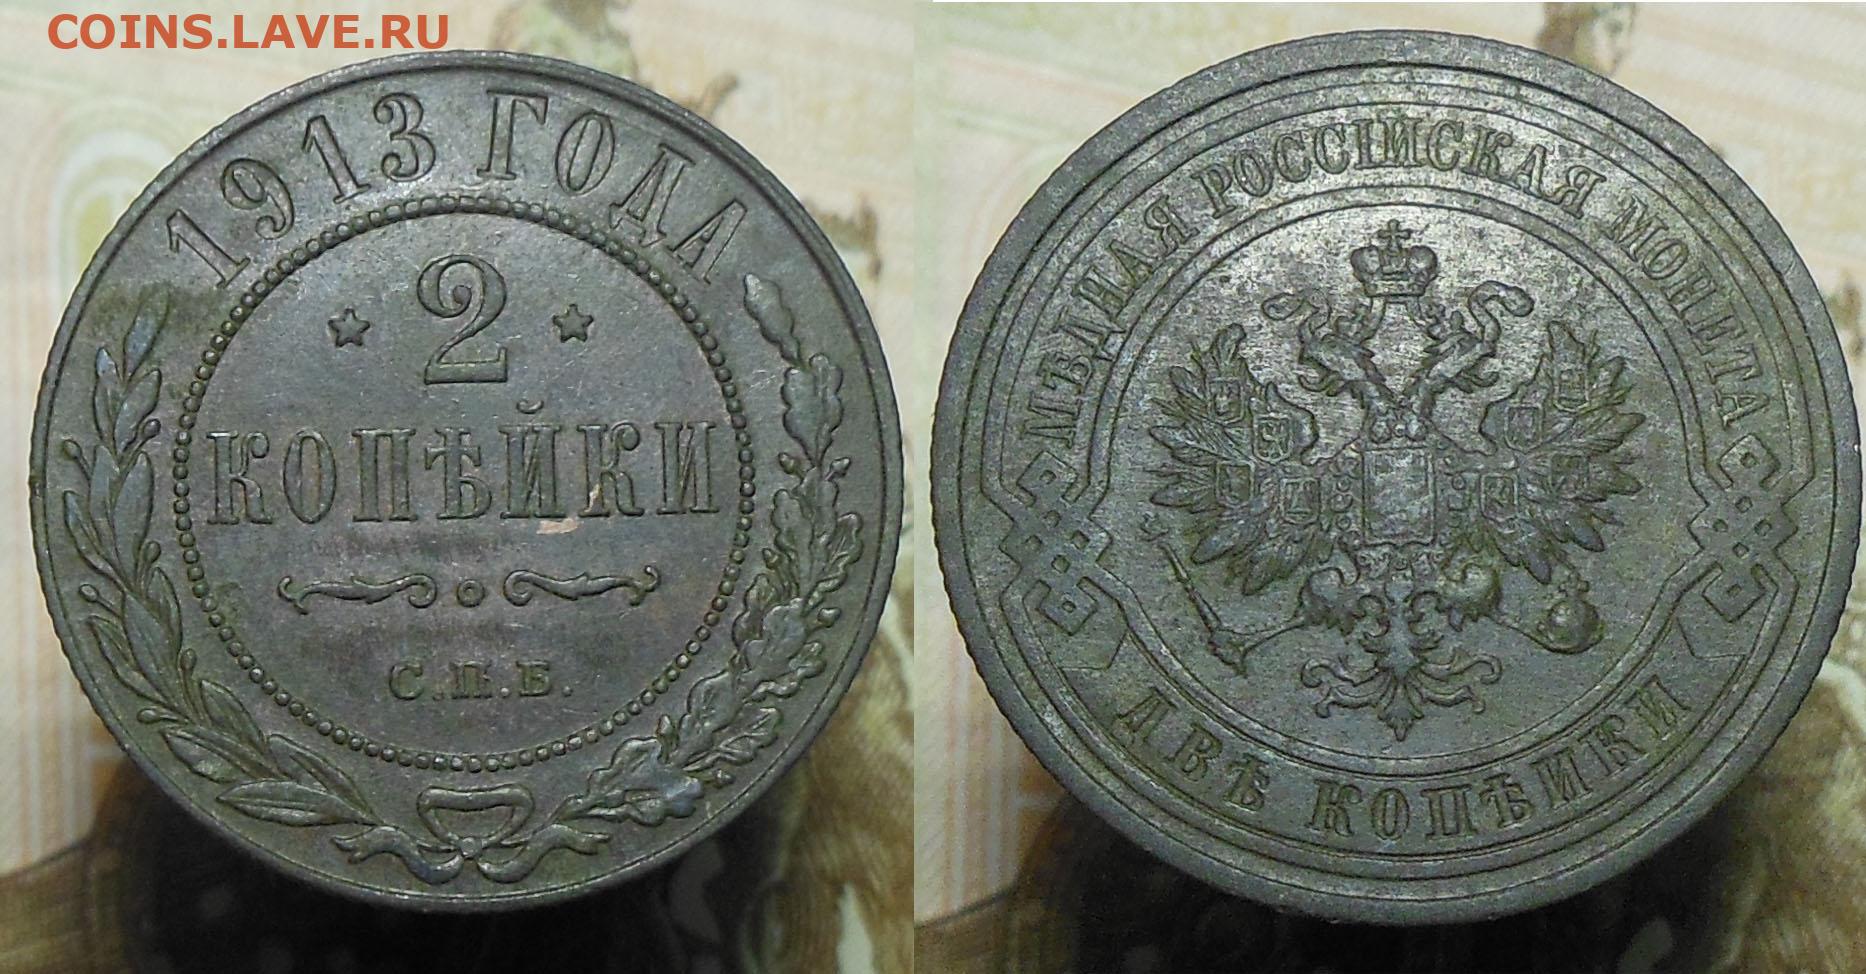 COINS.LAVE.RU
1913 ГОДА
2
КОПѢЙКИ
С.П.Б.
МѢДНАЯ РОССІЙСКАЯ МОНЕТА
ДВѢ КОПѢЙКИ